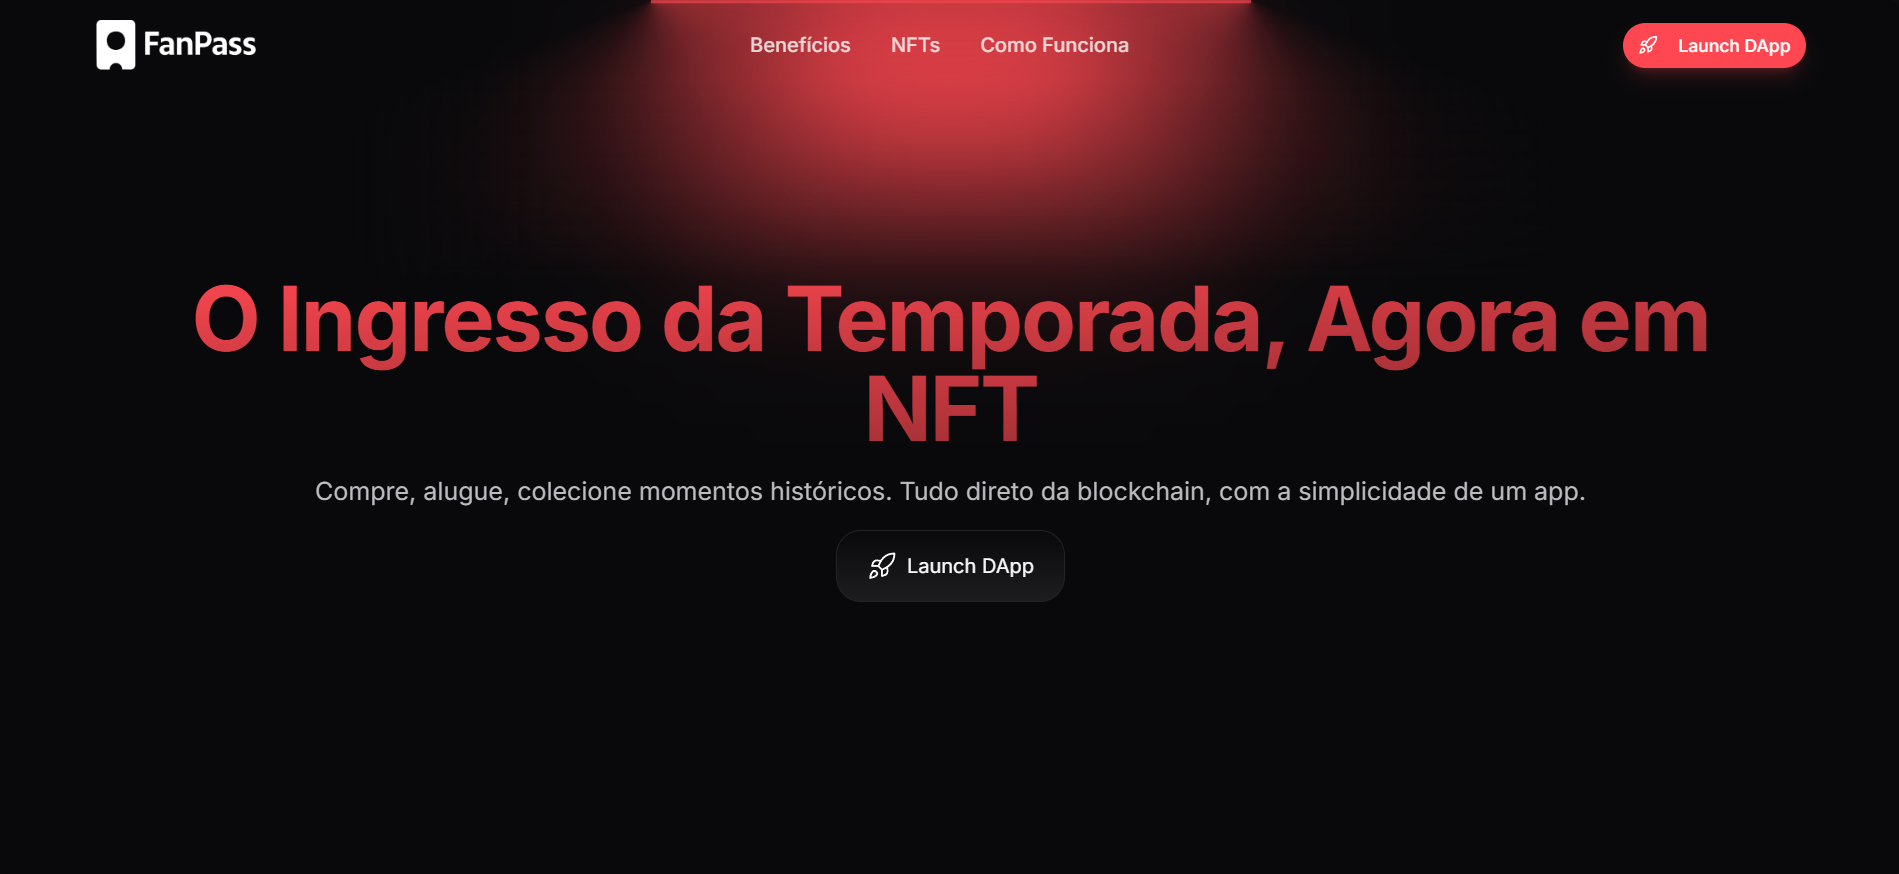 FanPass
Benefícios
NFTs
Como Funciona
Launch DApp
O Ingresso da Temporada, Agora em
NFT
Compre, alugue, colecione momentos históricos. Tudo direto da blockchain, com a simplicidade de um app.
Launch DApp